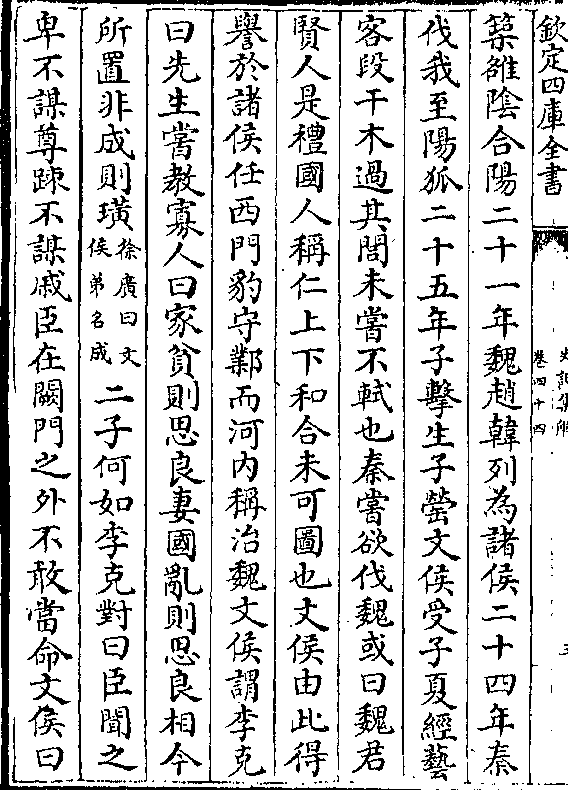 欽定四庫全書
史記集解
卷四十四
築雒陰合陽二十一年魏趙韓列為諸侯二十四年秦
伐我至陽狐二十五年子擊生子罃文侯受子夏經藝
客段干木過其閭未嘗不軾也秦嘗欲伐魏或曰魏君
賢人是禮國人稱仁上下和合未可圖也文侯由此得
譽於諸侯任西門豹守鄴而河內稱治魏文侯謂李克
曰先生嘗教寡人曰家貧則思良妻國亂則思良相今
所置非成則璜徐廣曰文侯弟名成二子何如李克對曰臣聞之
卑不謀尊踈不謀戚臣在闕門之外不敢當命文侯曰